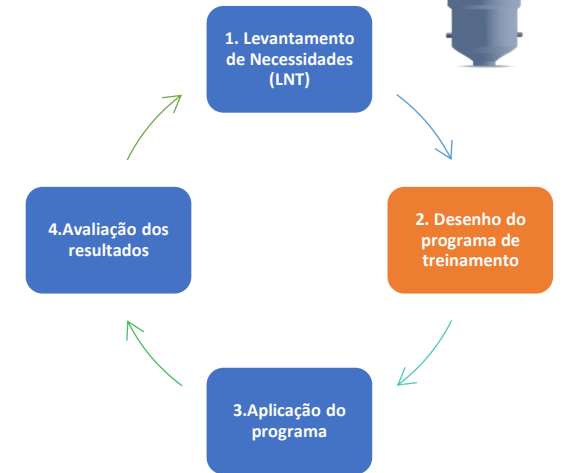 1. Levantamento
de Necessidades
(LNT)
2. Desenho do
programa de
treinamento
3.Aplicação do
programa
4.Avaliação dos
resultados